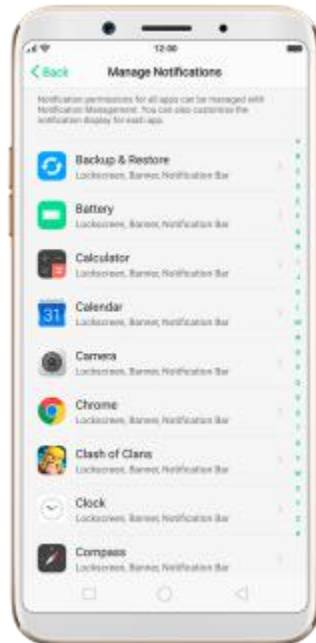 12:00
Back
Manage Notifications
Notification permissions for all apps can be managed with
Notification Management. You can also customise the
notification display for each app.
Backup & Restore
Lockscreen, Banner, Notification Bar
Battery
Lockscreen, Banner, Notification Bar
Calculator
Lockscreen, Banner, Notification Bar
31
Calendar
Lockscreen, Banner, Notification Bar
Camera
Lockscreen, Banner, Notification Bar
Chrome
Lockscreen, Banner, Notification Bar
Clash of Clans
Lockscreen, Banner, Notification Bar
Clock
Lockscreen, Banner, Notification Bar
Compass
Lockscreen, Banner, Notification Bar